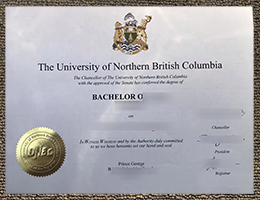 The University of Northern British Columbia
The Chancellor of The University of Northern British Columbia
with the approval of the Senate has conferred the degree of
BACHELOR O
on
In Witness Whereof and by the Authority duly committed
to us we have hereunto set our hand and seal
Prince George
Chancellor
President
Registrar
UNBC